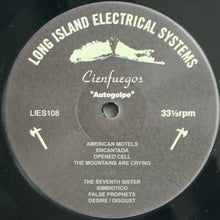 LONG ISLAND ELECTRICAL SYSTEMS
Cienfuegos
"Autogolpe"
LIES108
33⅓rpm
AMERICAN MOTELS
ENCANTADA
OPENED CELL
THE MOUNTAINS ARE CRYING
THE SEVENTH SISTER
SIMBIOTICO
FALSE PROPHETS
DESIRE / DISGUST